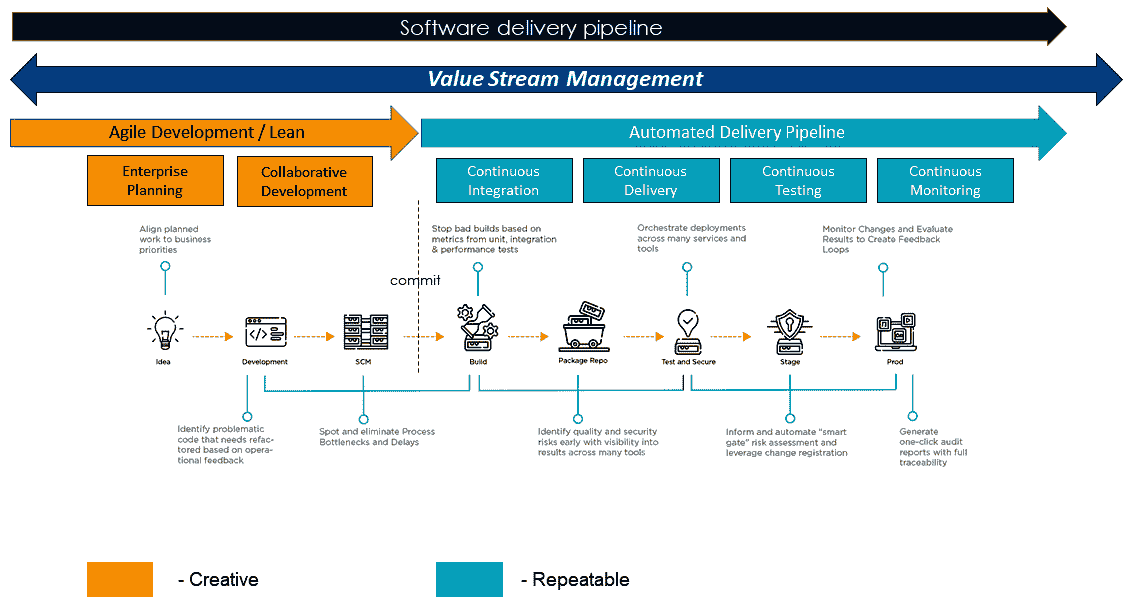 Software delivery pipeline
Value Stream Management
Agile Development / Lean
Automated Delivery Pipeline
Enterprise
Planning
Collaborative
Development
Continuous
Integration
Continuous
Delivery
Continuous
Testing
Continuous
Monitoring
Align planned
work to business
priorities
Stop bad builds based on
metrics from unit, integration
& performance tests
Orchestrate deployments
across many services and
tools
Monitor Changes and Evaluate
Results to Create Feedback
Loops
commit
Idea
Development
SCM
Build
Package Repo
Test and Secure
Stage
Prod
Identify problematic
code that needs refac-
tored based on opera-
tional feedback
Spot and eliminate Process
Bottlenecks and Delays
Identify quality and security
risks early with visibility into
results across many tools
Inform and automate “smart
gate” risk assessment and
leverage change registration
Generate
one-click audit
reports with full
traceability
- Creative
- Repeatable